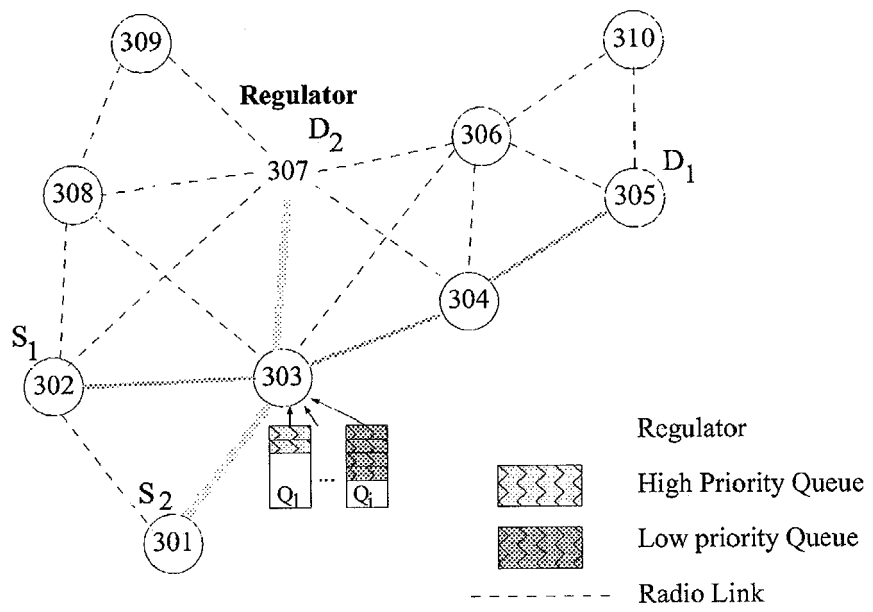 309
310
Regulator
D2
306
307
D1
308
305
304
S1
303
302
Regulator
S2
Q1
...
Qi
High Priority Queue
301
Low priority Queue
Radio Link